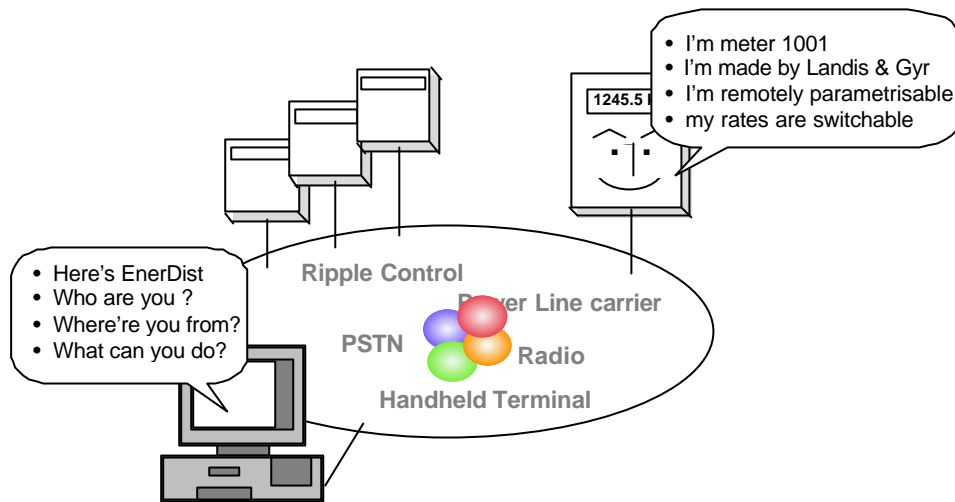 • I'm meter 1001
• I'm made by Landis & Gyr
• I'm remotely parametrisable
• my rates are switchable
1245.5
• Here's EnerDist
• Who are you ?
• Where're you from?
• What can you do?
Ripple Control
Line carrier
PSTN
Radio
Handheld Terminal